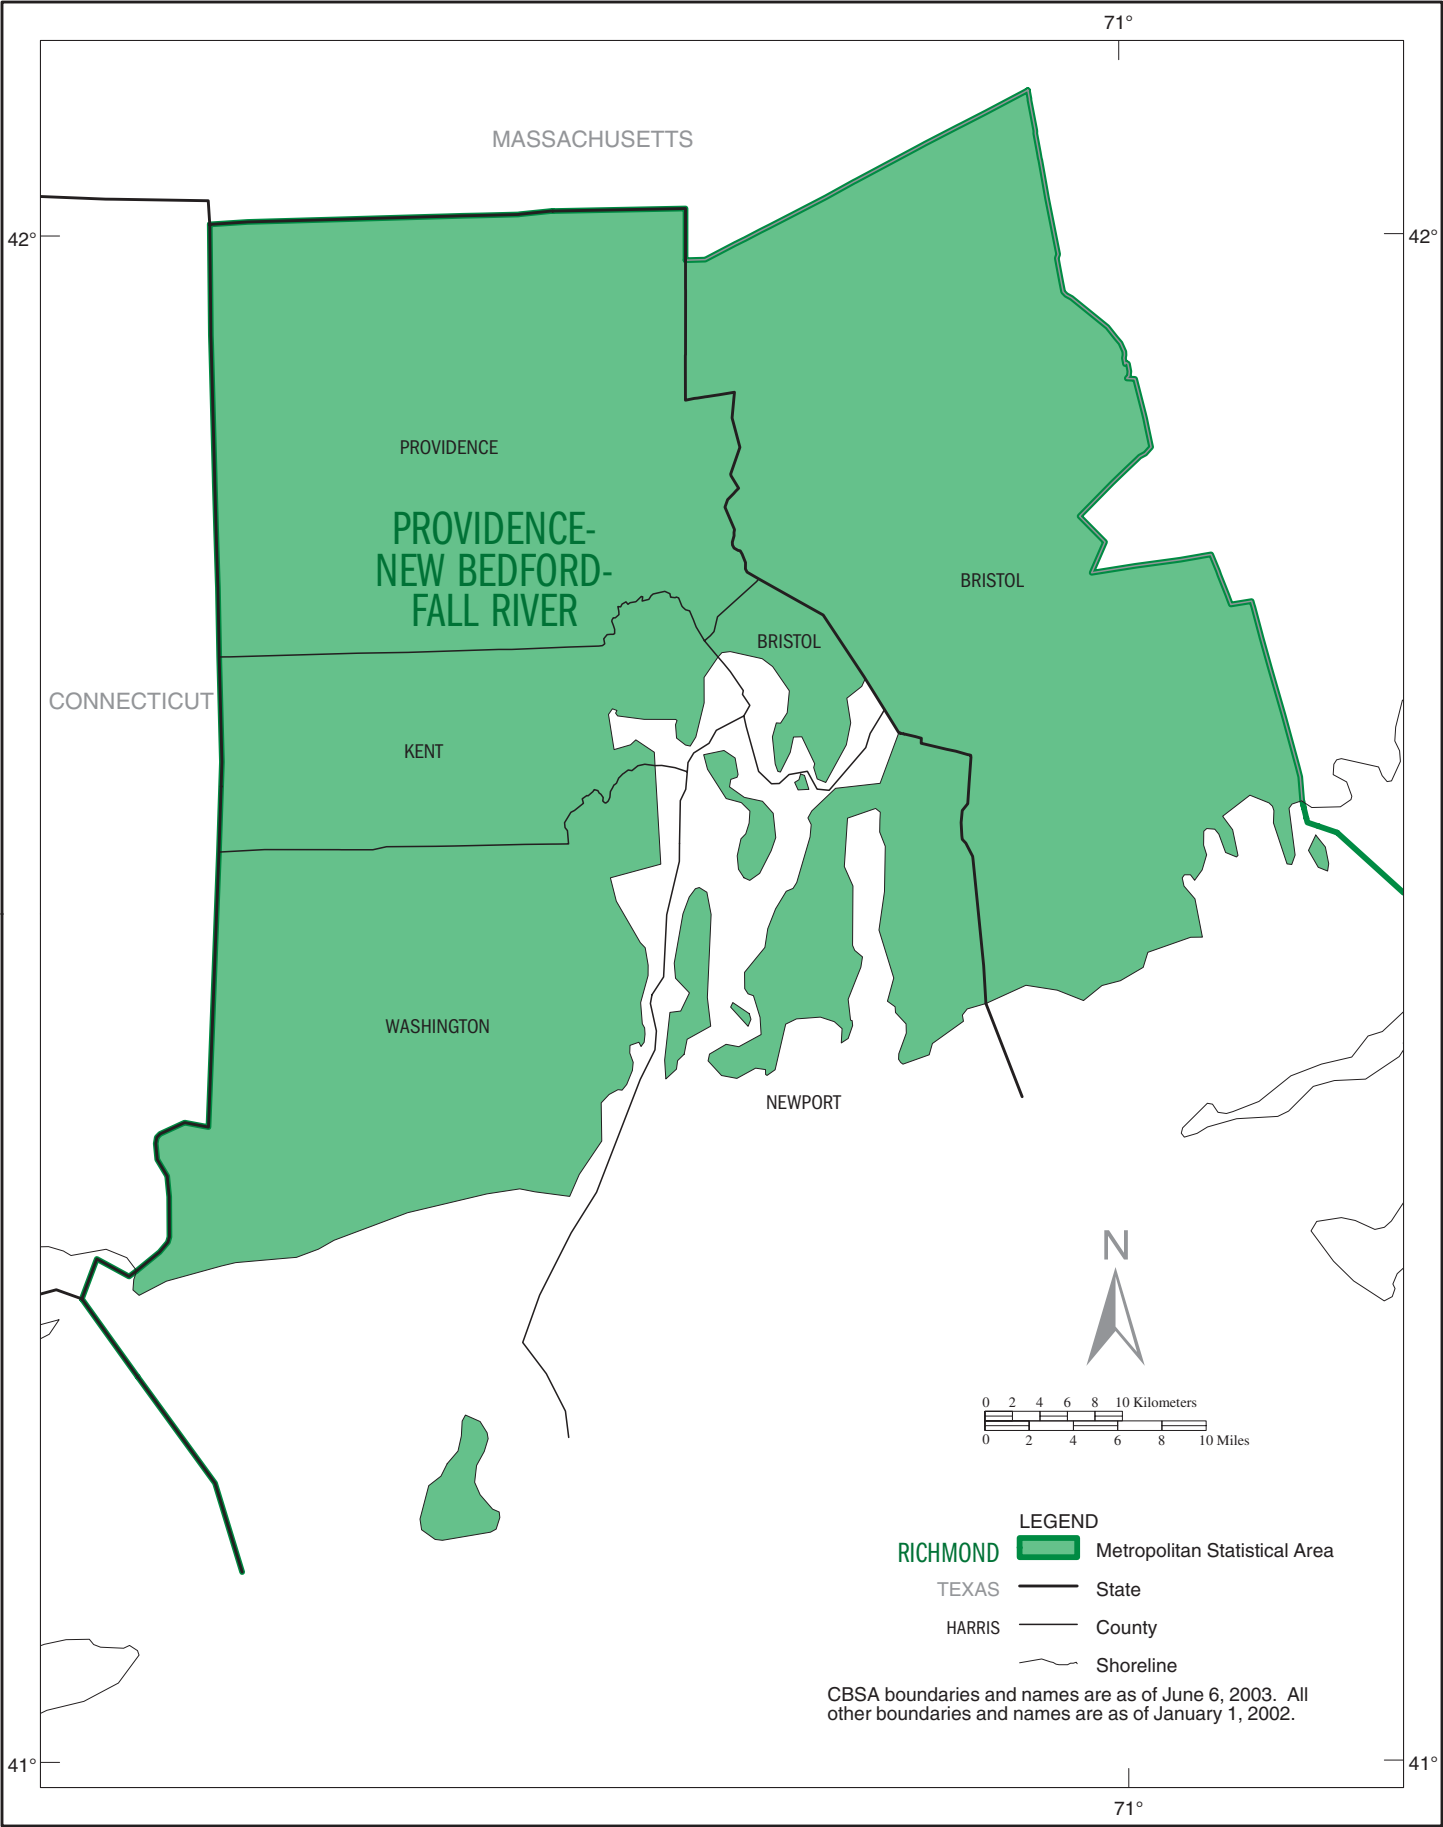 71°
MASSACHUSETTS
42°
42°
PROVIDENCE
PROVIDENCE-
NEW BEDFORD-
FALL RIVER
BRISTOL
BRISTOL
CONNECTICUT
KENT
WASHINGTON
NEWPORT
N
0 2 4 6 8 10 Kilometers
0 2 4 6 8 10 Miles
LEGEND
RICHMOND Metropolitan Statistical Area
TEXAS State
HARRIS County
Shoreline
CBSA boundaries and names are as of June 6, 2003. All
other boundaries and names are as of January 1, 2002.
41°
41°
71°